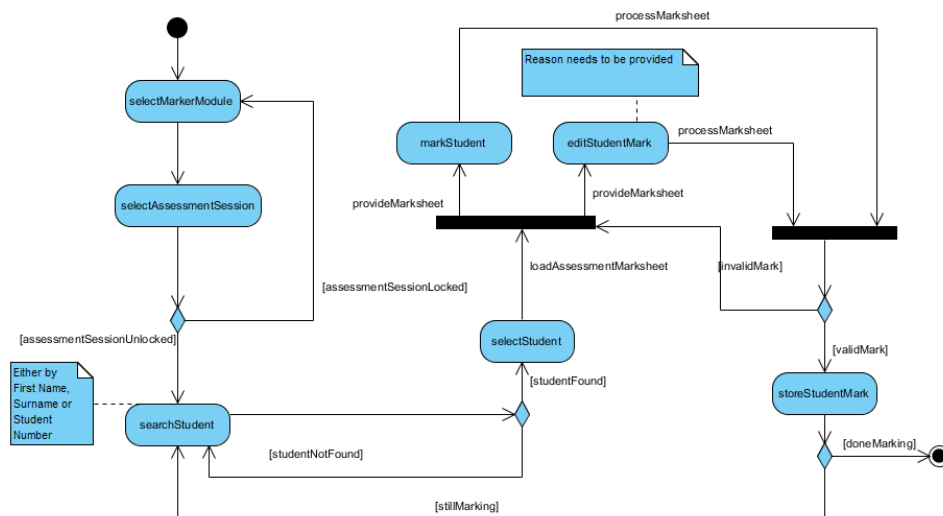 processMarksheet
Reason needs to be provided
selectMarkerModule
markStudent
editStudentMark
processMarksheet
selectAssessmentSession
provideMarksheet
provideMarksheet
loadAssessmentMarksheet
[invalidMark]
[assessmentSessionLocked]
[assessmentSessionUnlocked]
selectStudent
[validMark]
Either by
First Name,
Surname or
Student
Number
[studentFound]
storeStudentMark
searchStudent
[studentNotFound]
[doneMarking]
[stillMarking]